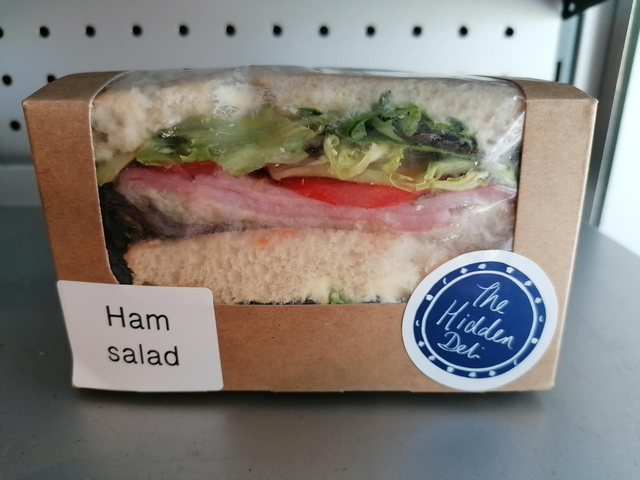 Ham
salad
The
Hidden
Deli